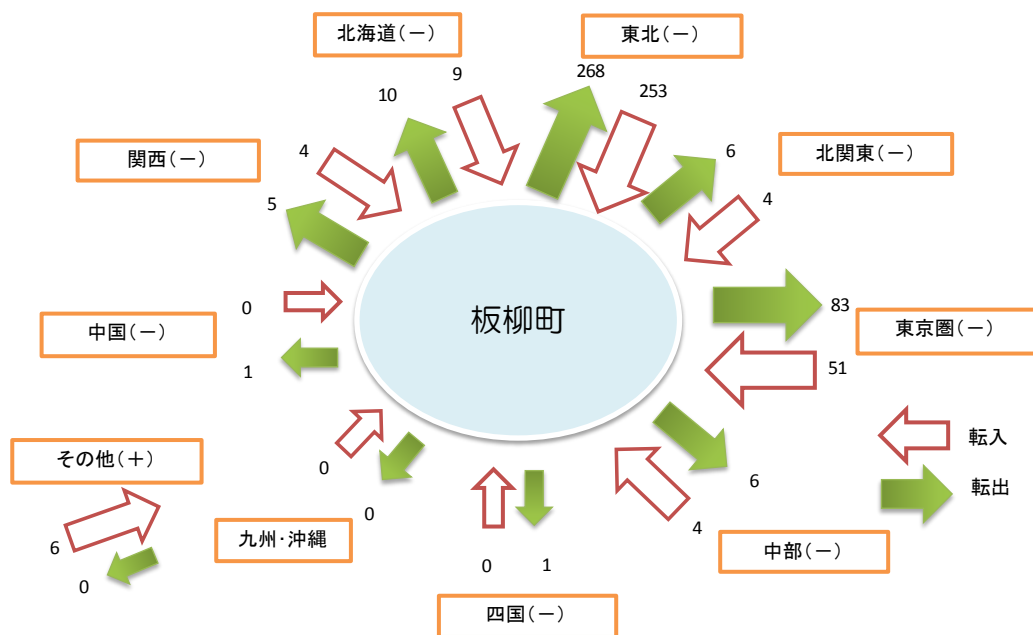 北海道(－)
東北(－)
9
10
268
253
関西(－)
4
5
6
北関東(－)
4
0
中国(－)
1
板柳町
83
東京圏(－)
51
転入
転出
その他(＋)
6
0
0
九州・沖縄
0
0
1
四国(－)
6
4
中部(－)